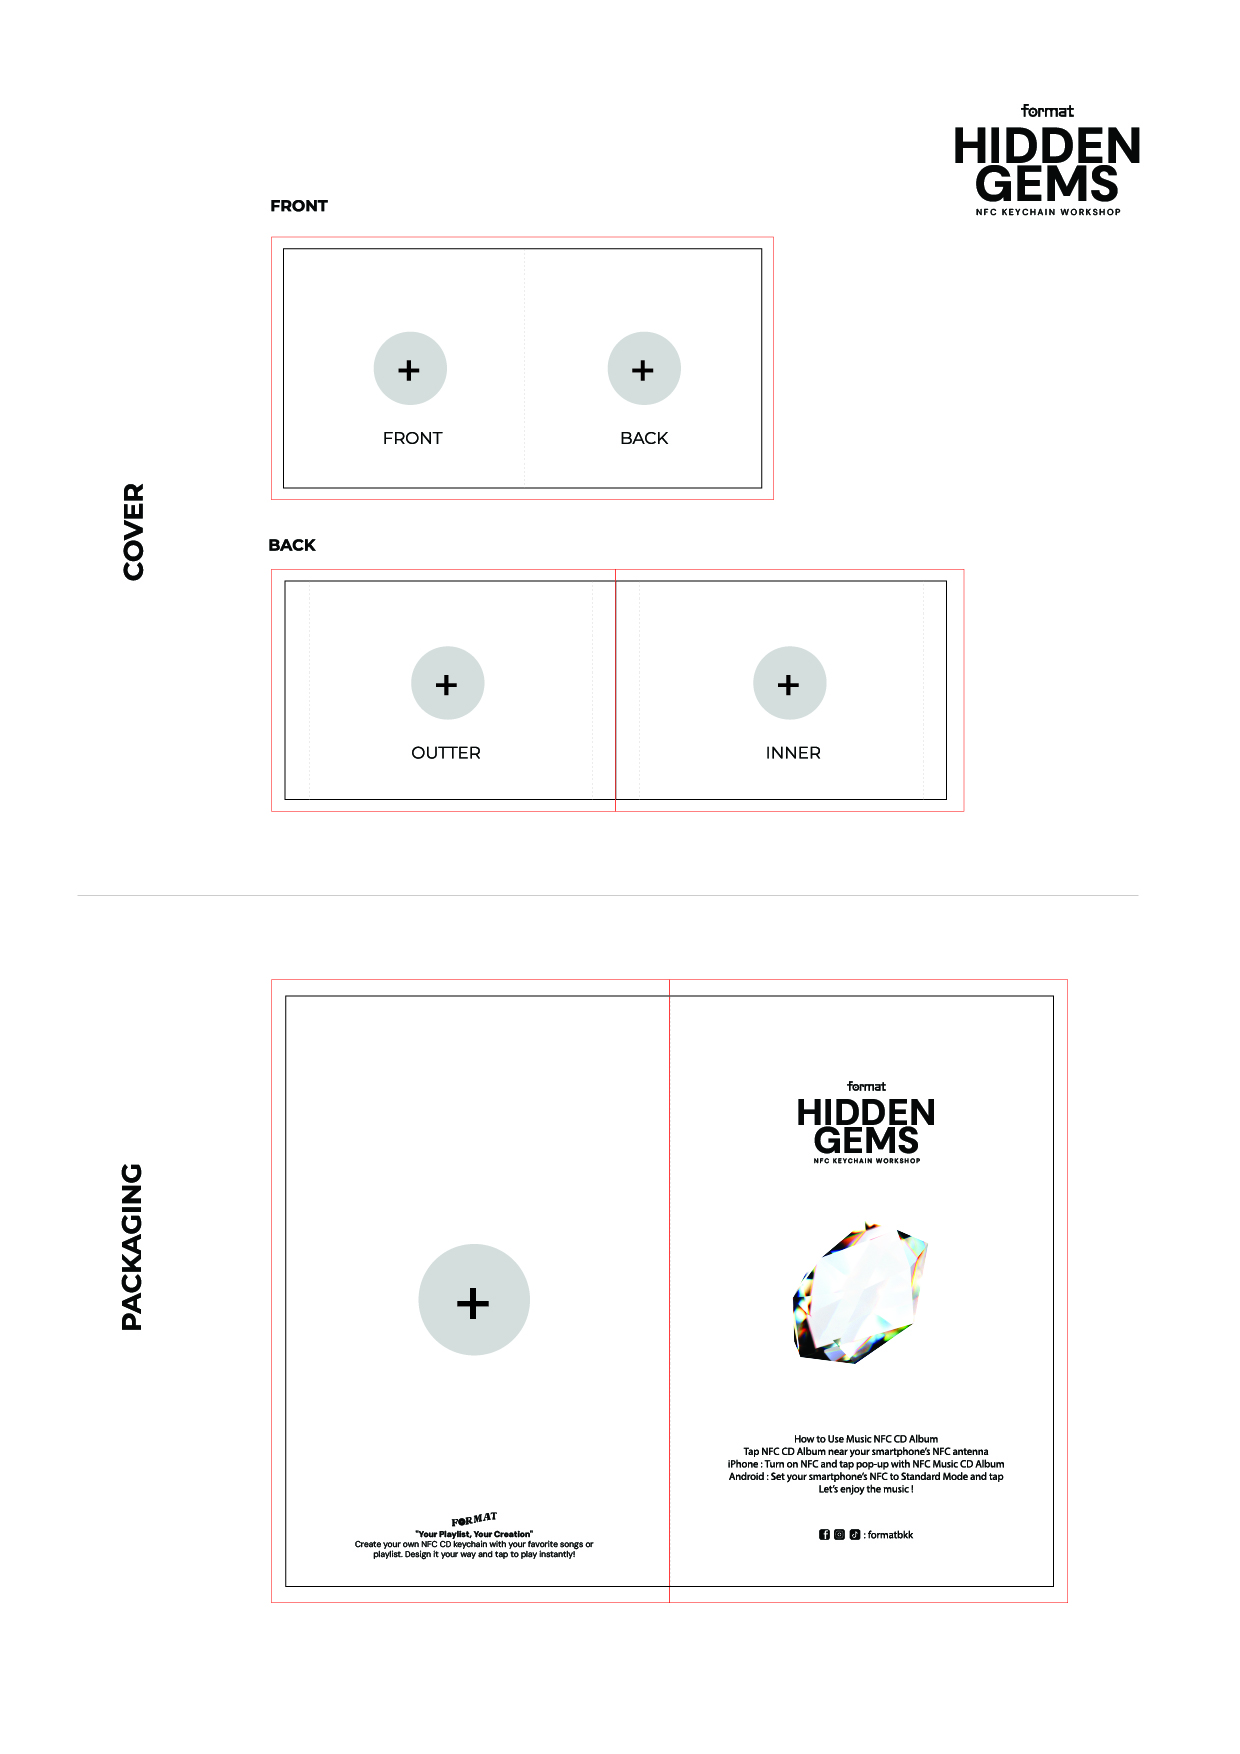 format
HIDDEN
GEMS
NFC KEYCHAIN WORKSHOP
FRONT
+
+
FRONT
BACK
COVER
BACK
+
+
OUTTER
INNER
PACKAGING
+
FORMAT
"Your Playlist, Your Creation"
Create your own NFC CD keychain with your favorite songs or
playlist. Design it your way and tap to play instantly!
format
HIDDEN
GEMS
NFC KEYCHAIN WORKSHOP
How to Use Music NFC CD Album
Tap NFC CD Album near your smartphone's NFC antenna
iPhone : Turn on NFC and tap pop-up with NFC Music CD Album
Android : Set your smartphone's NFC to Standard Mode and tap
Let's enjoy the music !
: formatbkk